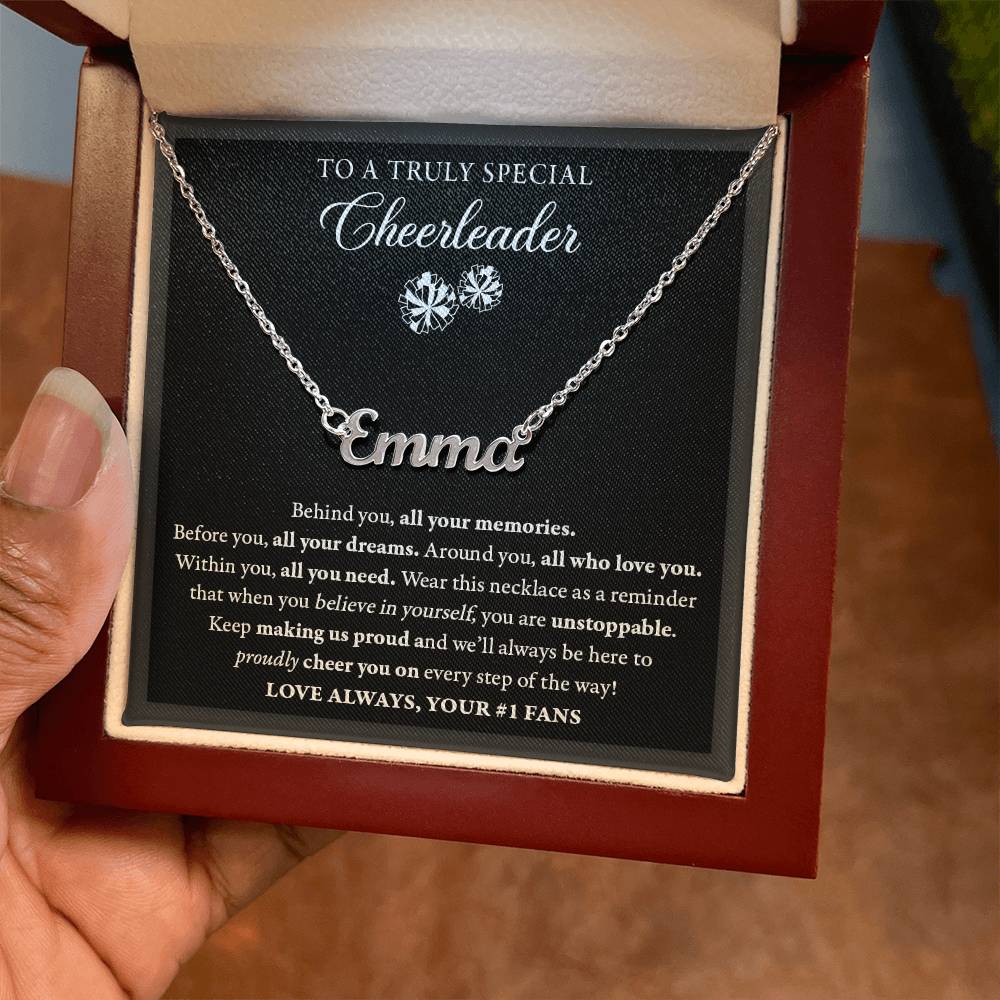 TO A TRULY SPECIAL
Cheerleader
Emma
Behind you, all your memories.
Before you, all your dreams. Around you, all who love you.
Within you, all you need. Wear this necklace as a reminder
that when you believe in yourself, you are unstoppable.
Keep making us proud and we'll always be here to
proudly cheer you on every step of the way!
LOVE ALWAYS, YOUR #1 FANS